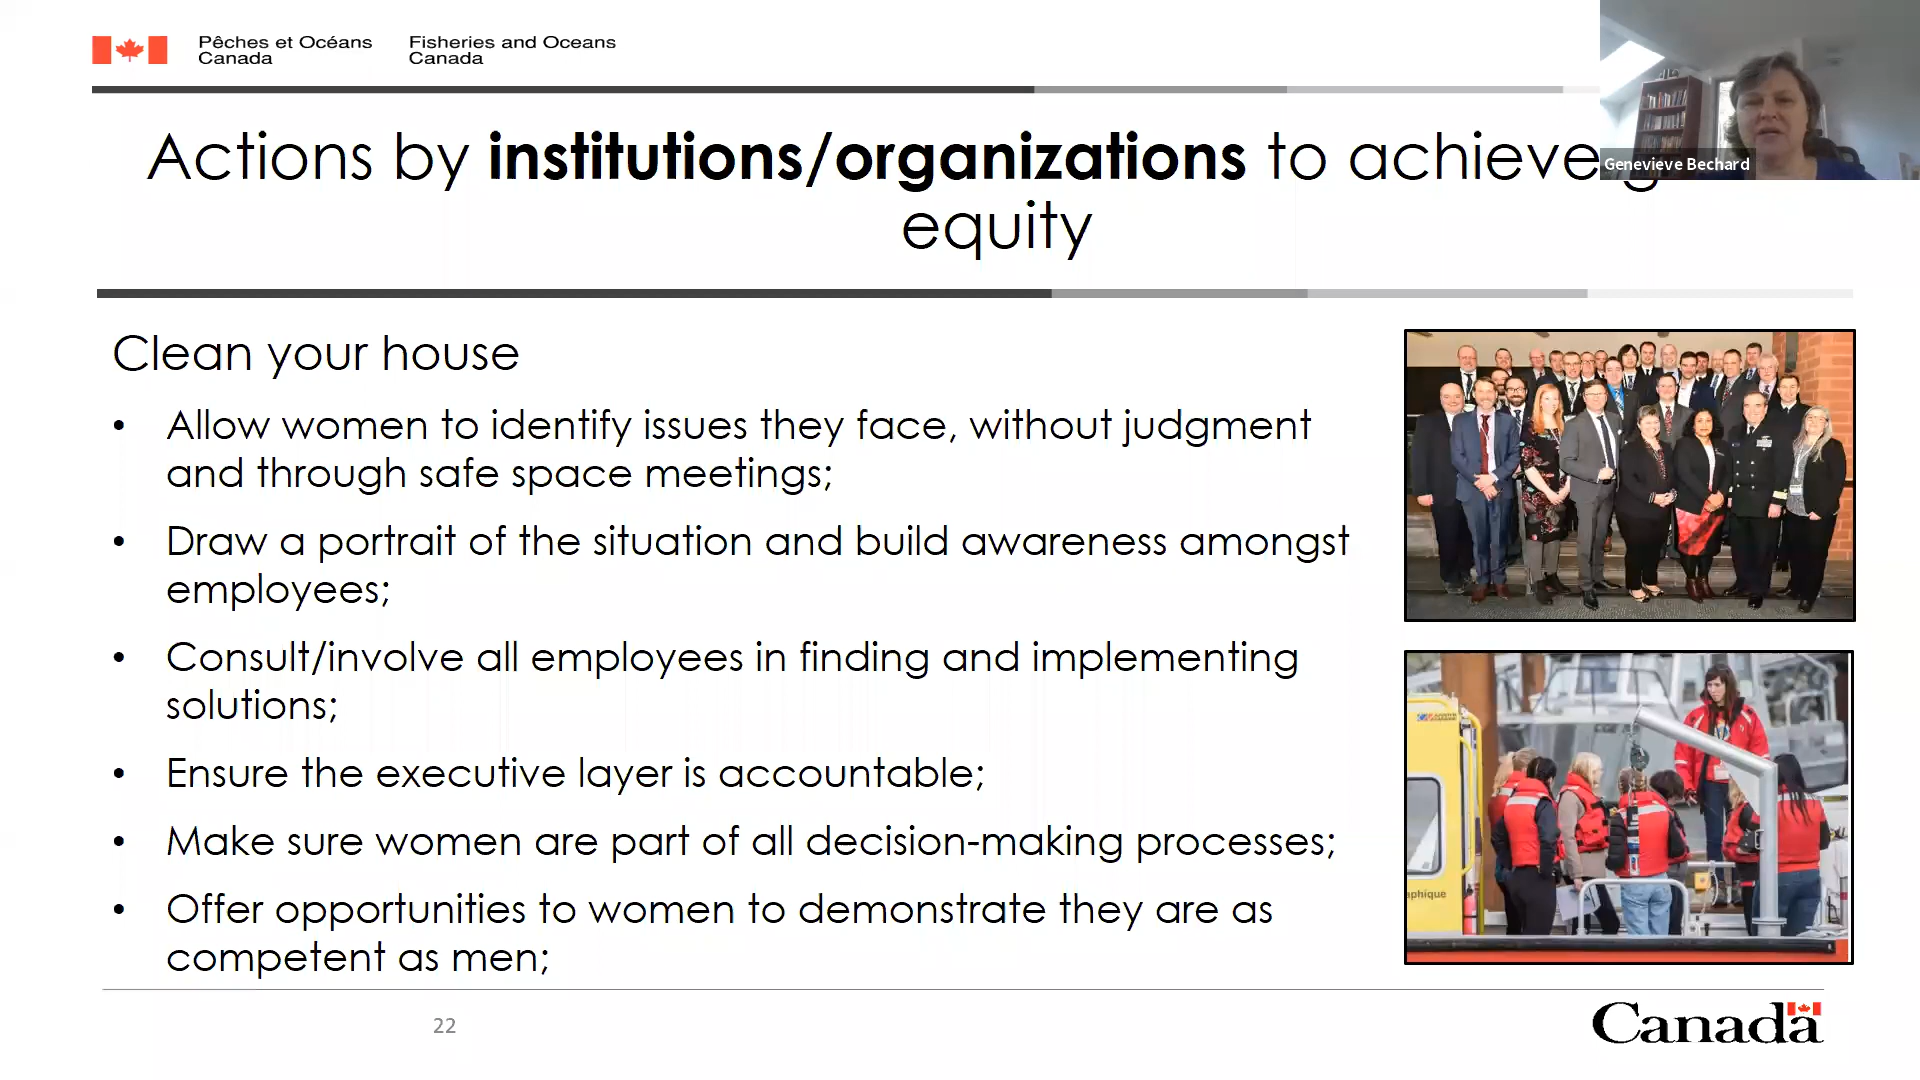 Pêches et Océans
Canada
Fisheries and Oceans
Canada
Genevieve Bechard
Actions by institutions/organizations to achieve
equity
Clean your house
• Allow women to identify issues they face, without judgment
and through safe space meetings;
• Draw a portrait of the situation and build awareness amongst
employees;
• Consult/involve all employees in finding and implementing
solutions;
• Ensure the executive layer is accountable;
• Make sure women are part of all decision-making processes;
• Offer opportunities to women to demonstrate they are as
competent as men;
aphique
22
Canada